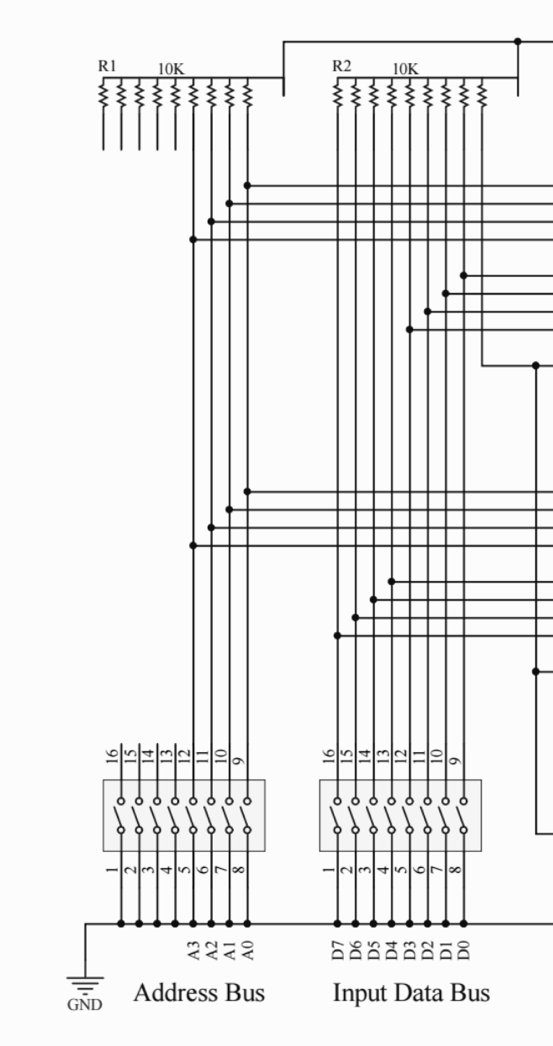 R1 10K R2 10K
16 15 14 13 12 11 10 9 16 15 14 13 12 11 10 9
1 2 3 4 5 6 7 8 1 2 3 4 5 6 7 8
A3 A2 A1 A0 D7 D6 D5 D4 D3 D2 D1 D0
GND Address Bus Input Data Bus